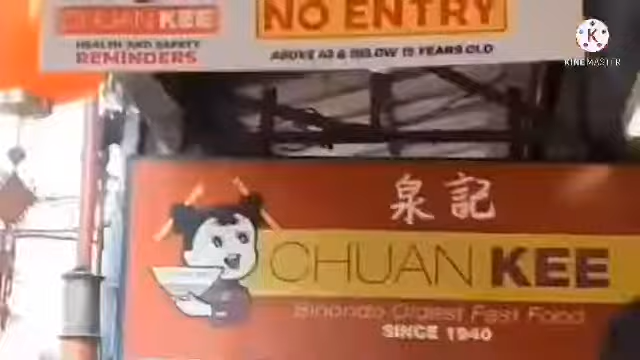 CHUAN KEE
HEALTH AND SAFETY
REMINDERS
NO ENTRY
ABOVE 60 & BELOW 15 YEARS OLD
K
KINEMASTER
泉記
CHUAN KEE
Binondo Oldest Fast Food
SINCE 1940